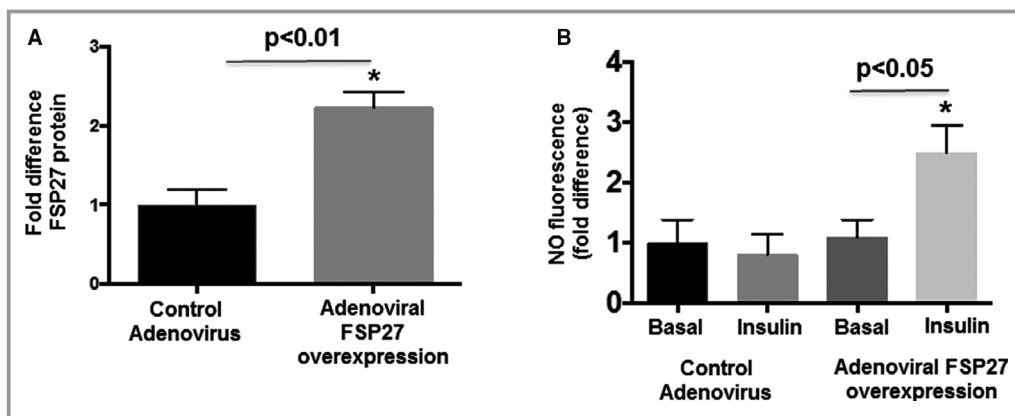 A
p<0.01
*
Fold difference
FSP27 protein
3
2
1
0
Control
Adenovirus
Adenoviral
FSP27
overexpression
B
p<0.05
*
NO fluorescence
(fold difference)
4
3
2
1
0
Basal Insulin Basal Insulin
Control
Adenovirus
Adenoviral FSP27
overexpression